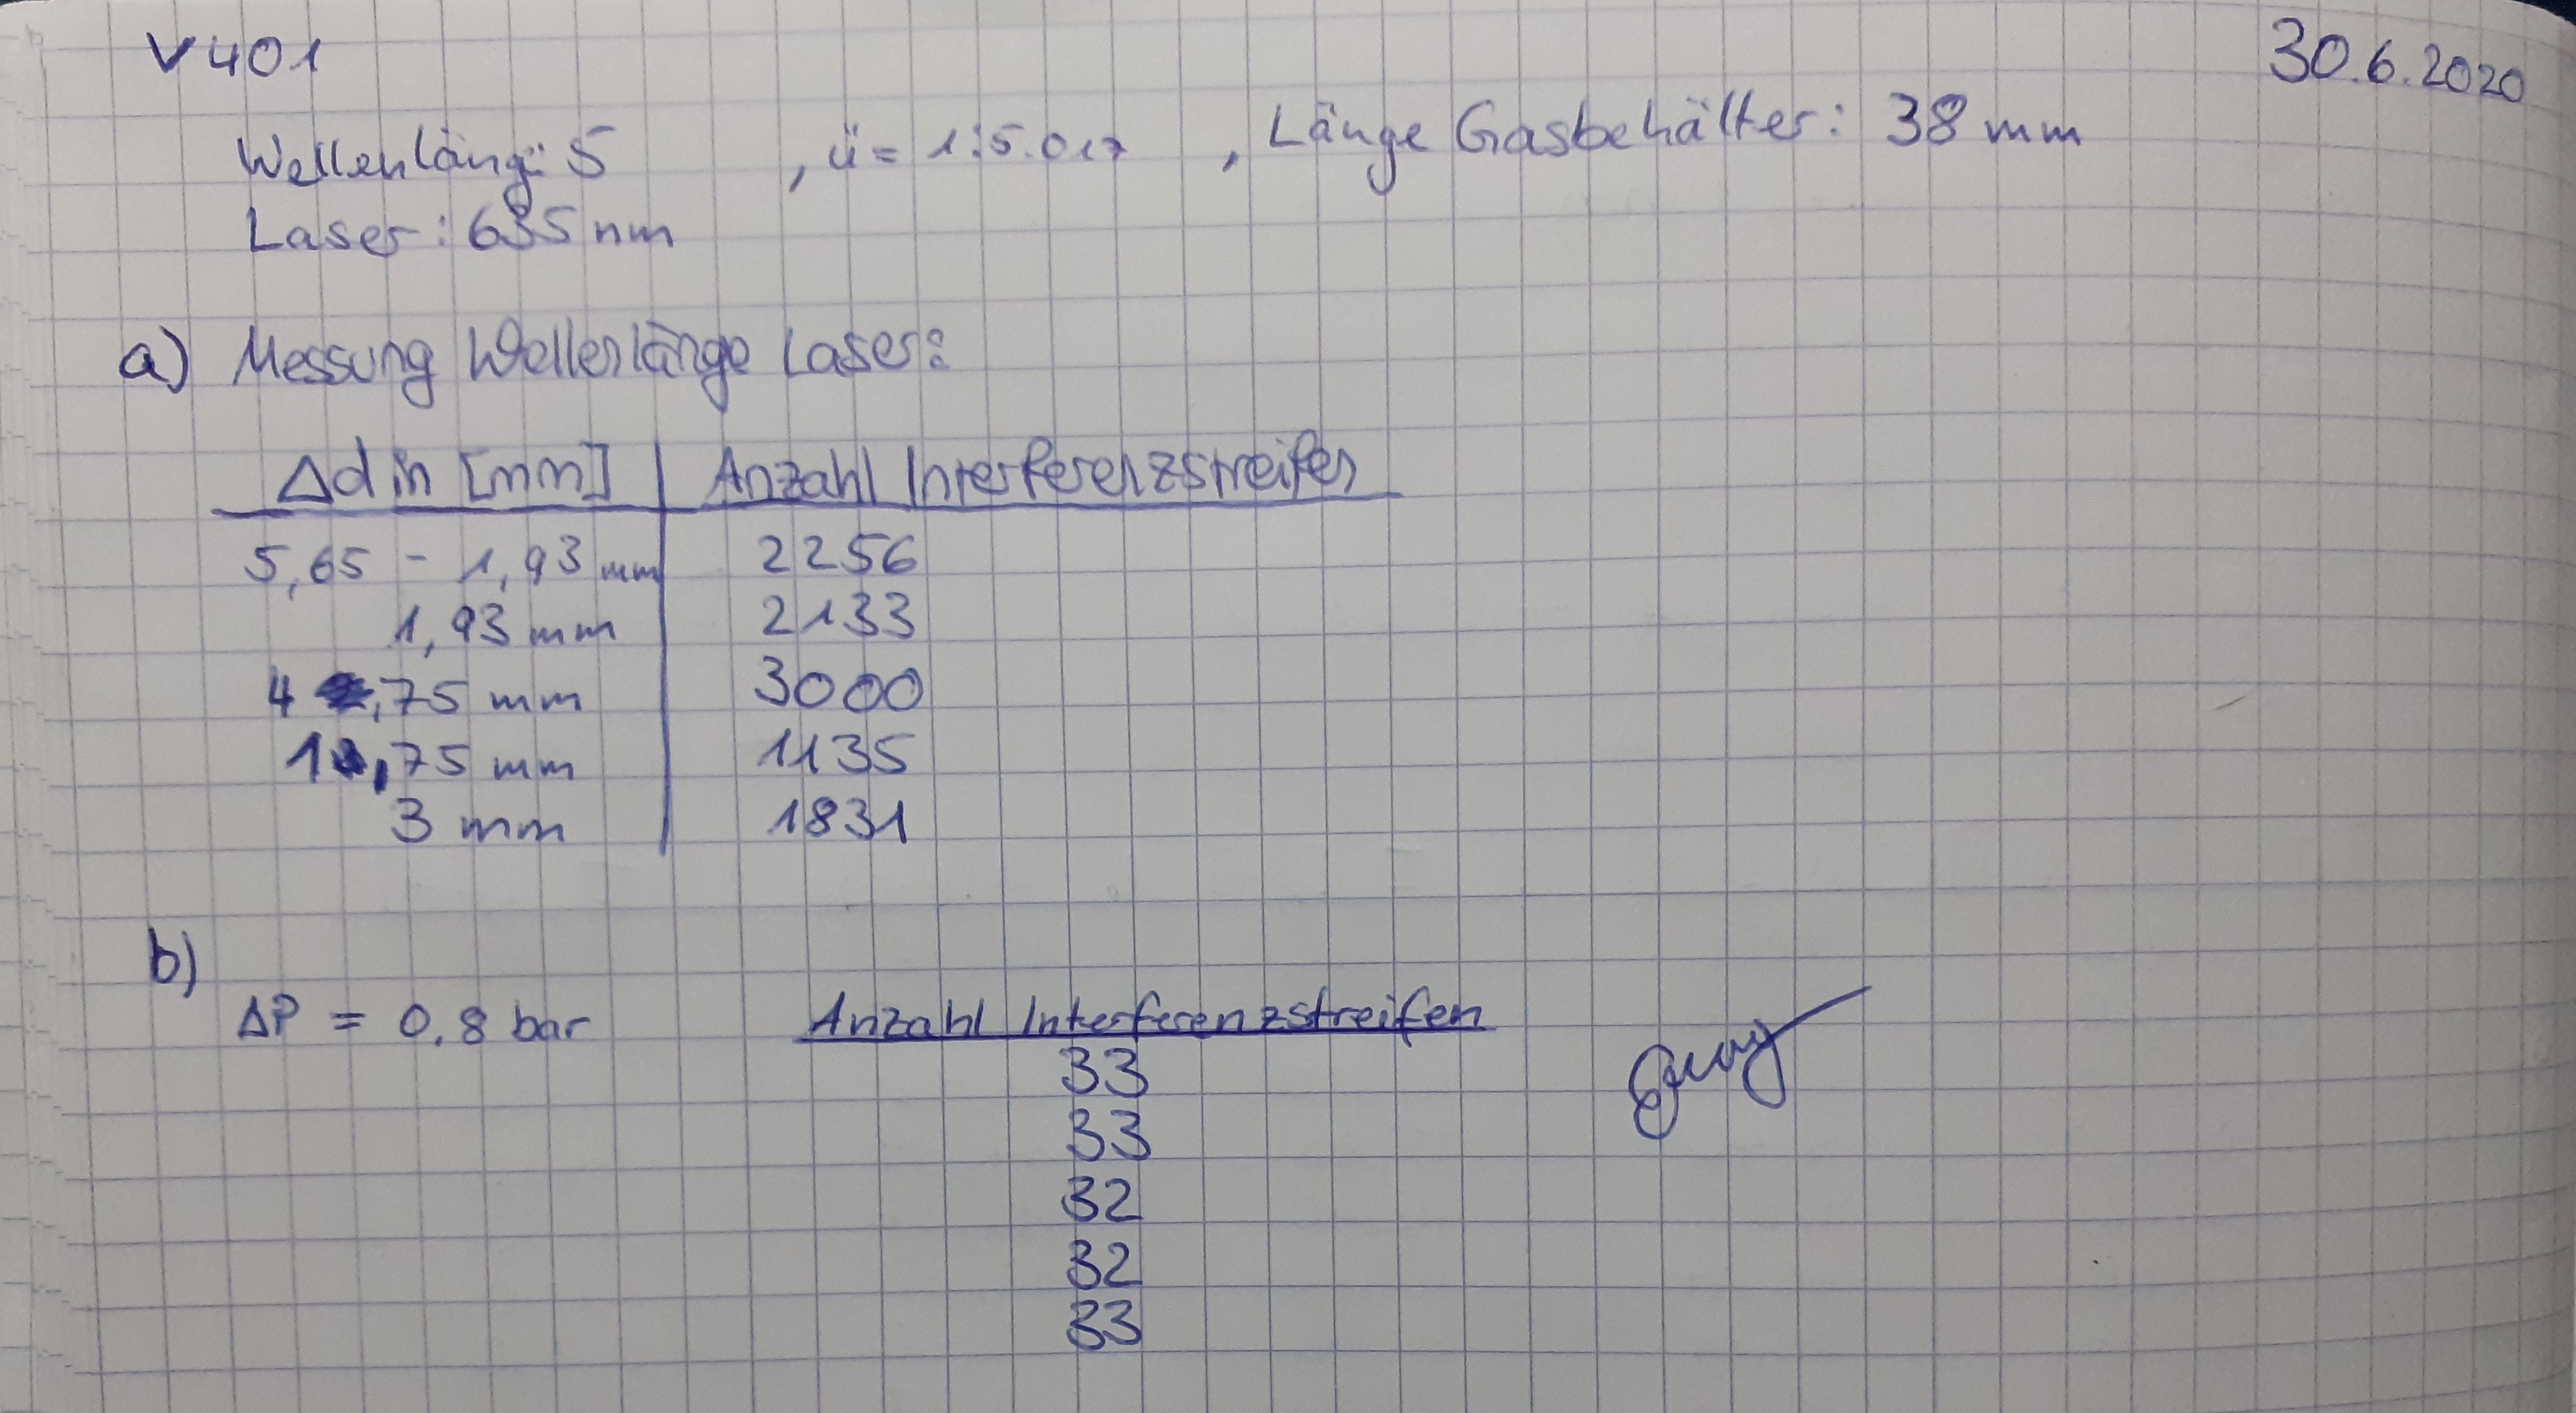 V401 30.6.2020
Wellenläng: 5 , ü = 1:5.017 , Länge Gasbehälter: 38 mm
Laser: 635 nm
a) Messung Wellenlänge Laser:
Δd in [mm] Anzahl Interferenzstreifen
5,65 - 1,93 mm 2256
1,93 mm 2133
4,75 mm 3000
1,75 mm 1135
3 mm 1831
b)
ΔP = 0,8 bar Anzahl Interferenzstreifen
33
33
32
32
33